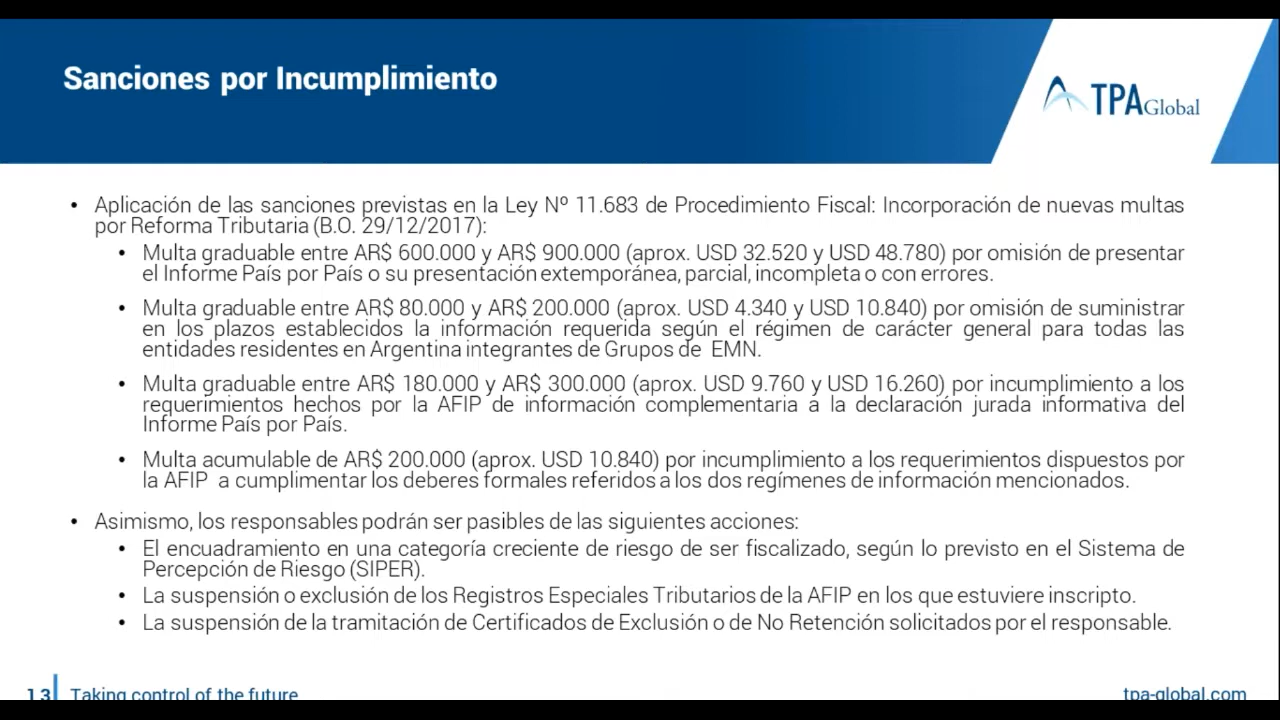 Sanciones por Incumplimiento
TPA Global
• Aplicación de las sanciones previstas en la Ley Nº 11.683 de Procedimiento Fiscal: Incorporación de nuevas multas
por Reforma Tributaria (B.O. 29/12/2017):
• Multa graduable entre AR$ 600.000 y AR$ 900.000 (aprox. USD 32.520 y USD 48.780) por omisión de presentar
el Informe País por País o su presentación extemporánea, parcial, incompleta o con errores.
• Multa graduable entre AR$ 80.000 y AR$ 200.000 (aprox. USD 4.340 y USD 10.840) por omisión de suministrar
en los plazos establecidos la información requerida según el régimen de carácter general para todas las
entidades residentes en Argentina integrantes de Grupos de EMN.
• Multa graduable entre AR$ 180.000 y AR$ 300.000 (aprox. USD 9.760 y USD 16.260) por incumplimiento a los
requerimientos hechos por la AFIP de información complementaria a la declaración jurada informativa del
Informe País por País.
• Multa acumulable de AR$ 200.000 (aprox. USD 10.840) por incumplimiento a los requerimientos dispuestos por
la AFIP a cumplimentar los deberes formales referidos a los dos regímenes de información mencionados.
• Asimismo, los responsables podrán ser pasibles de las siguientes acciones:
• El encuadramiento en una categoría creciente de riesgo de ser fiscalizado, según lo previsto en el Sistema de
Percepción de Riesgo (SIPER).
• La suspensión o exclusión de los Registros Especiales Tributarios de la AFIP en los que estuviere inscripto.
• La suspensión de la tramitación de Certificados de Exclusión o de No Retención solicitados por el responsable.
13 Taking control of the future
tpa-global.com